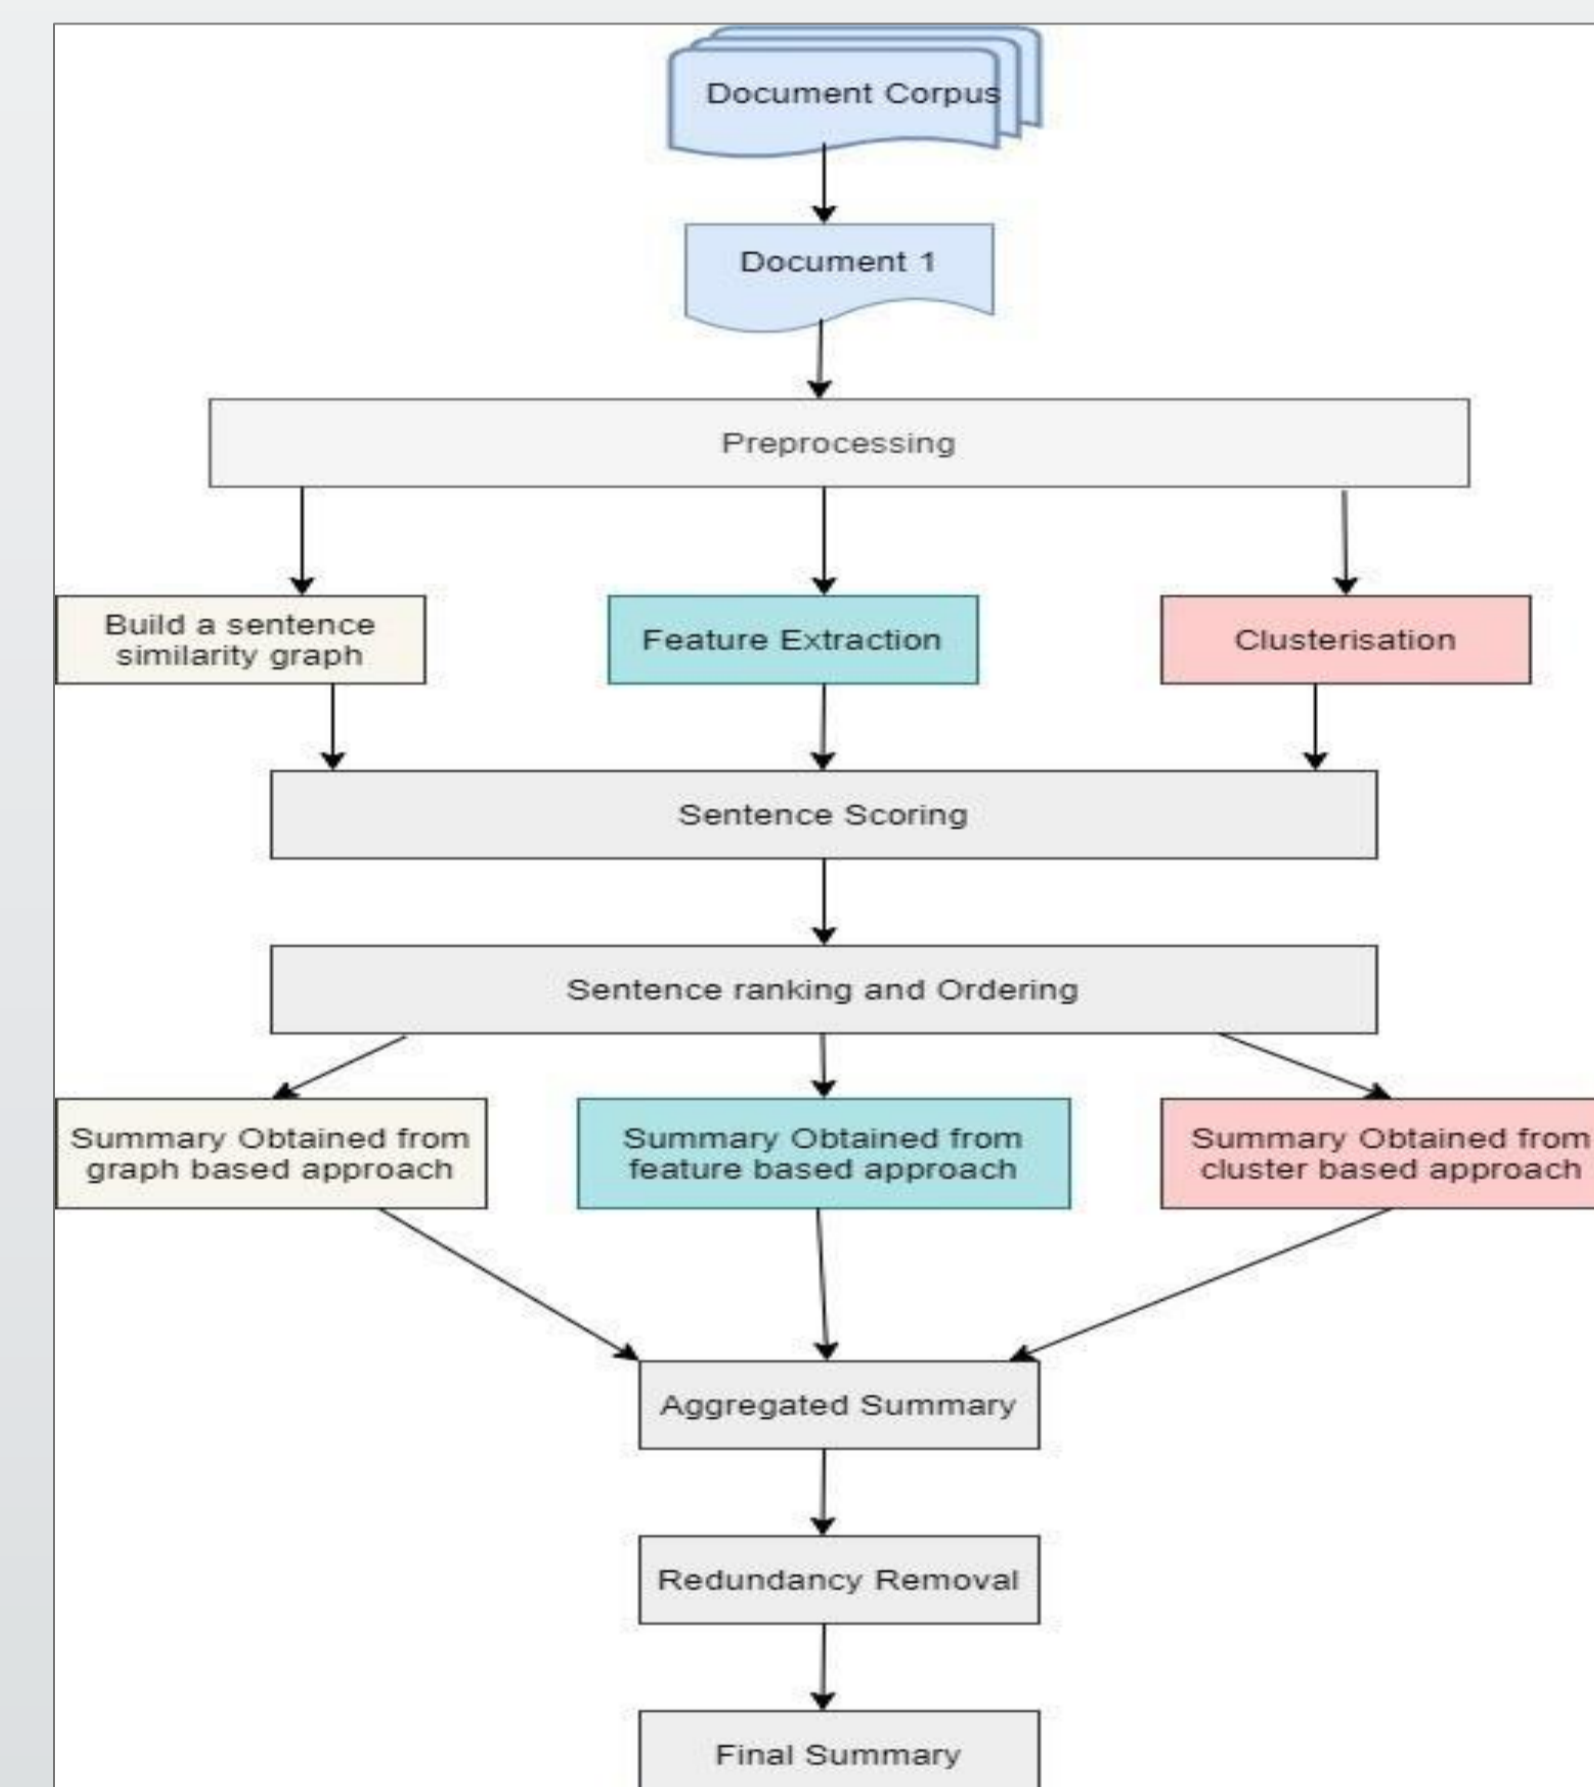 Document Corpus
Document 1
Preprocessing
Build a sentence
similarity graph
Feature Extraction
Clusterisation
Sentence Scoring
Sentence ranking and Ordering
Summary Obtained from
graph based approach
Summary Obtained from
feature based approach
Summary Obtained from
cluster based approach
Aggregated Summary
Redundancy Removal
Final Summary